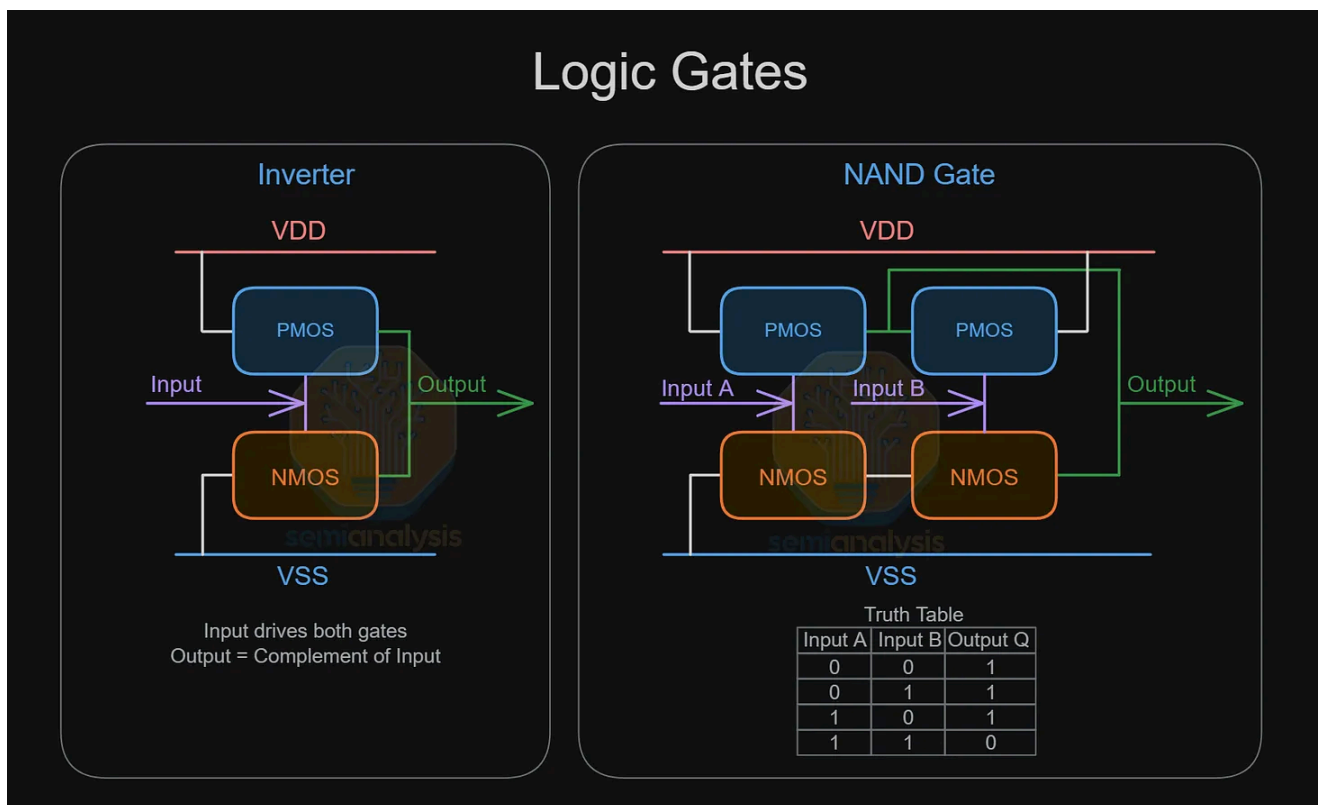 Logic Gates
Inverter
VDD
PMOS
Input
Output
NMOS
semianalysis
VSS
Input drives both gates
Output = Complement of Input
NAND Gate
VDD
PMOS
PMOS
Input A
Input B
Output
NMOS
NMOS
semianalysis
VSS
Truth Table
Input A Input B Output Q
0 0 1
0 1 1
1 0 1
1 1 0